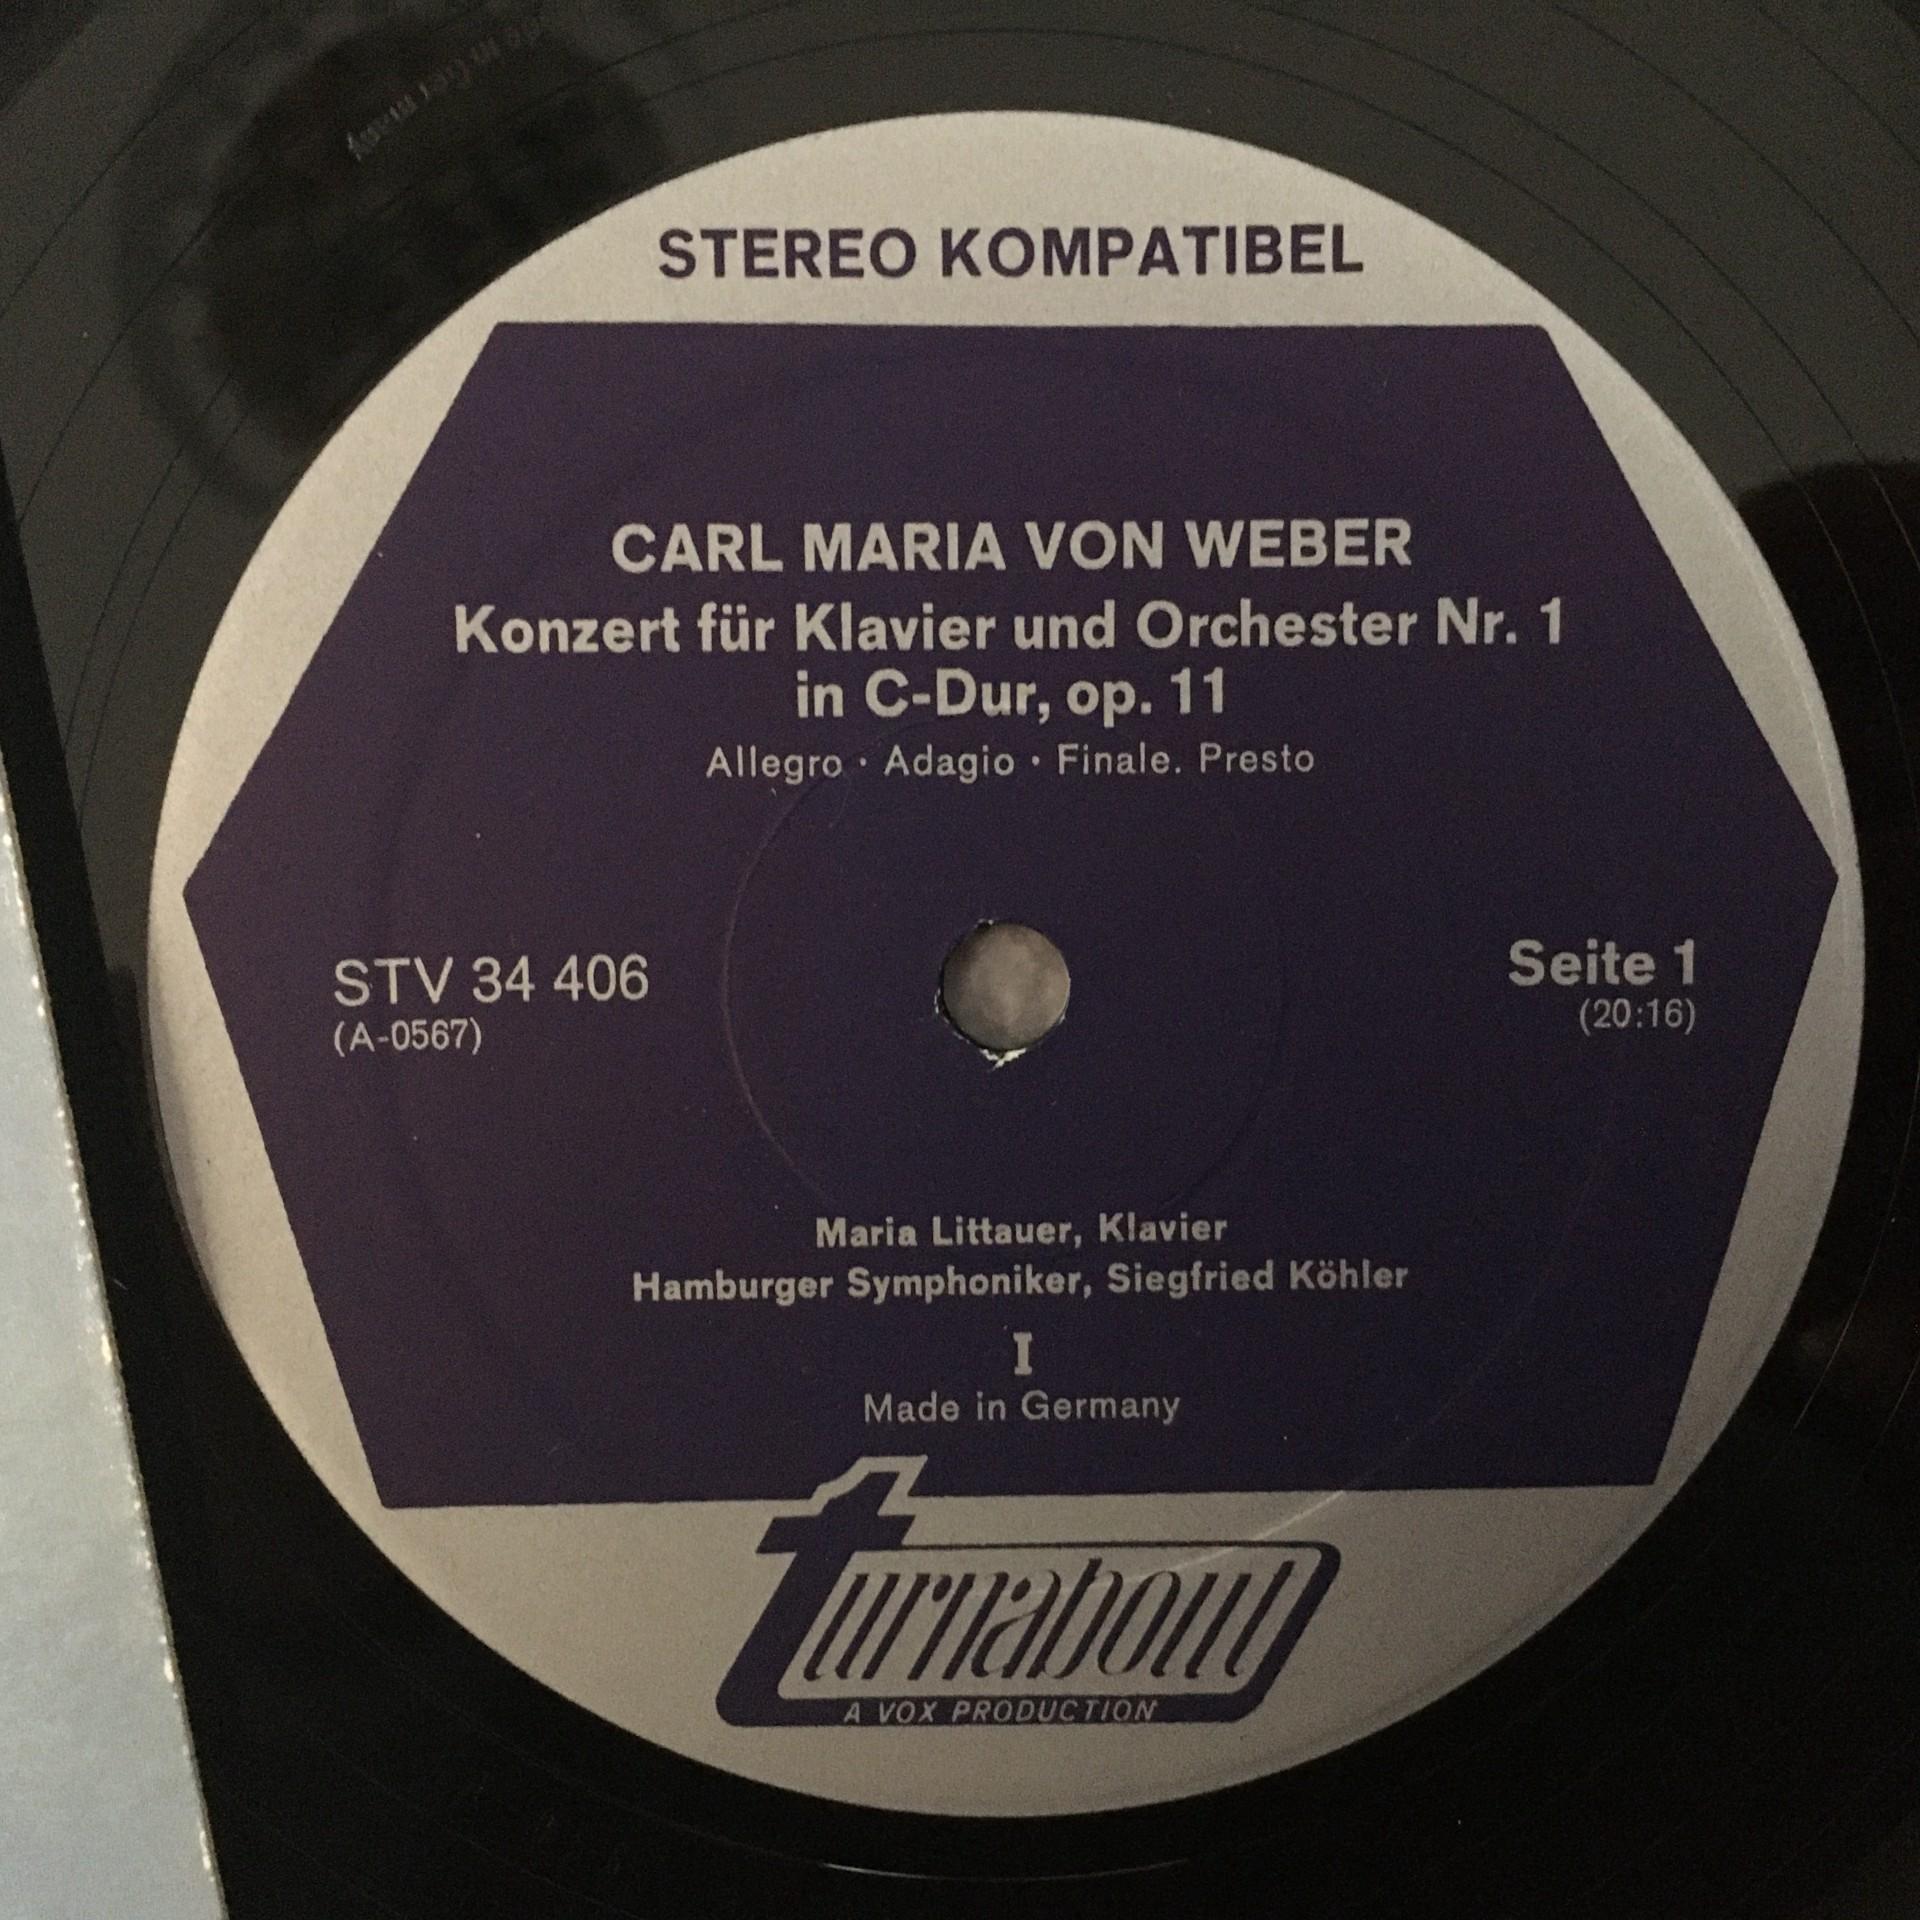 STEREO KOMPATIBEL
CARL MARIA VON WEBER
Konzert für Klavier und Orchester Nr. 1
in C-Dur, op. 11
Allegro · Adagio · Finale. Presto
STV 34 406
(A-0567)
Seite 1
(20:16)
Maria Littauer, Klavier
Hamburger Symphoniker, Siegfried Köhler
I
Made in Germany
turnabout
A VOX PRODUCTION